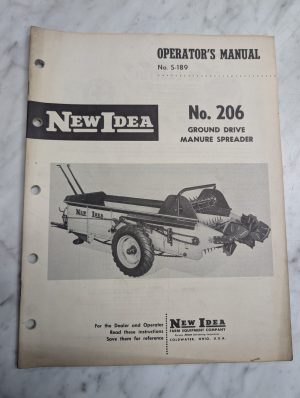 OPERATOR'S MANUAL
No. S-189
NEW IDEA
No. 206
GROUND DRIVE
MANURE SPREADER
NEW IDEA
For the Dealer and Operator
Read these instructions
Save them for reference
NEW IDEA
FARM EQUIPMENT COMPANY
COLDWATER, OHIO, U.S.A.